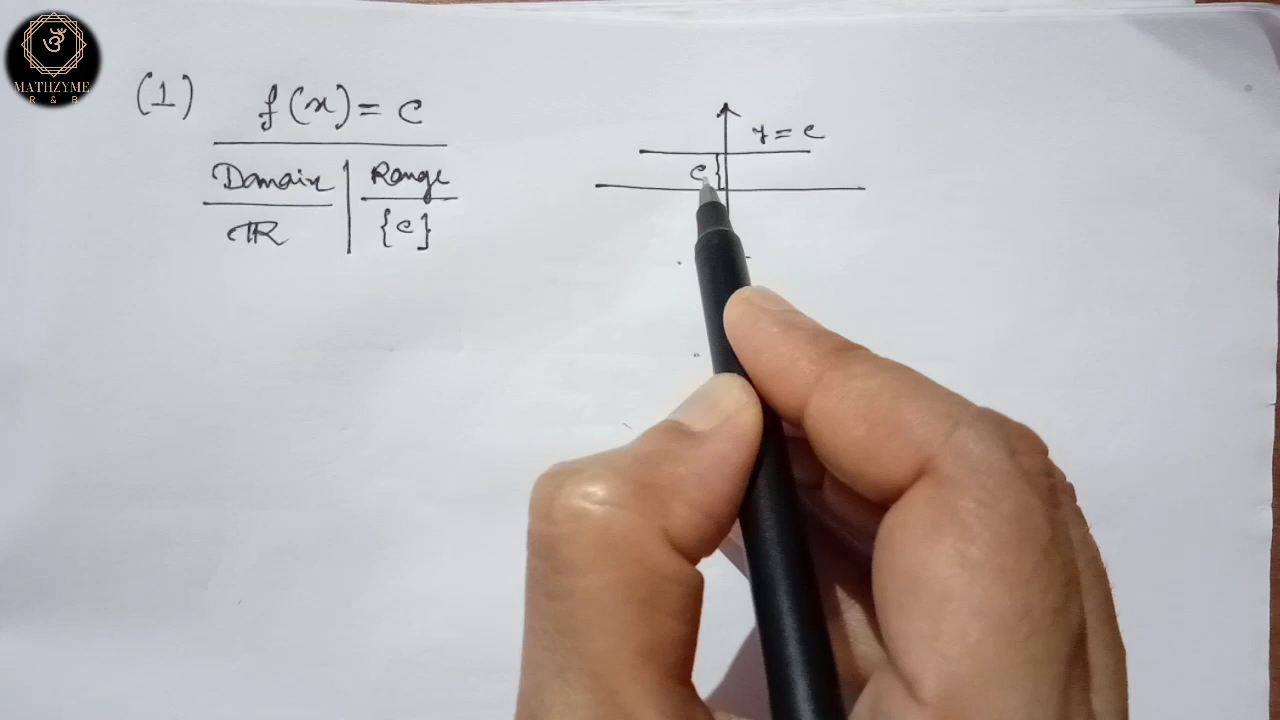 ॐ
MATHZYME
R & B
(1) f(x) = c
Domain | Range
ℝ | {c}
y = c
c {